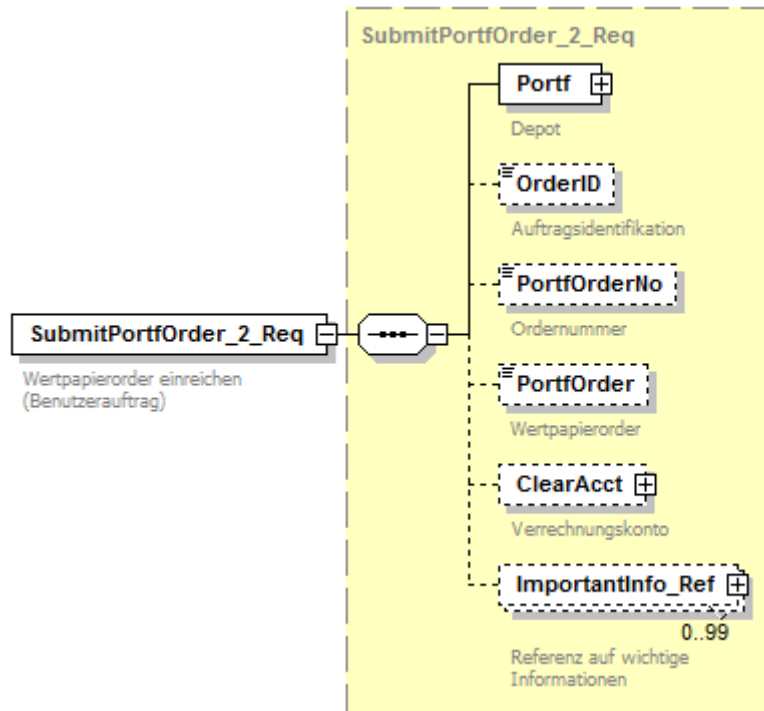 SubmitPortfOrder_2_Req
Portf
Depot
OrderID
Auftragsidentifikation
PortfOrderNo
Ordernummer
SubmitPortfOrder_2_Req
Wertpapierorder einreichen
(Benutzerauftrag)
PortfOrder
Wertpapierorder
ClearAcct
Verrechnungskonto
ImportantInfo_Ref
0..99
Referenz auf wichtige
Informationen